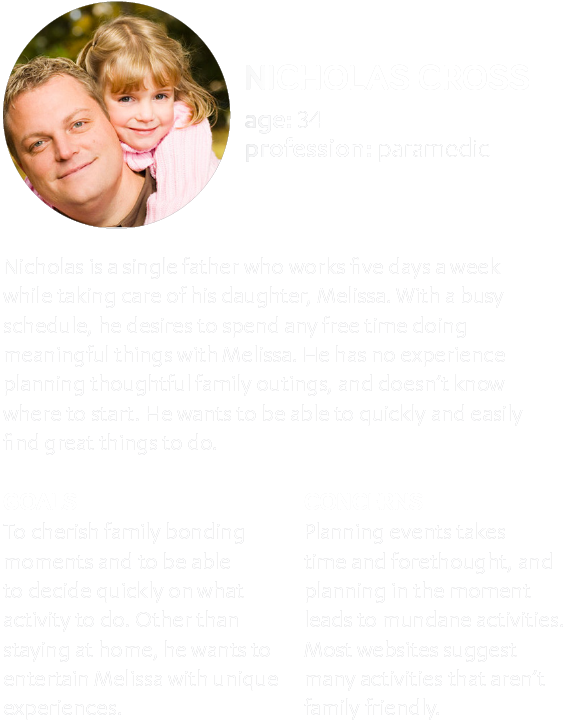 NICHOLAS CROSS
age: 34
profession: paramedic
Nicholas is a single father who works five days a week
while taking care of his daughter, Melissa. With a busy
schedule, he desires to spend any free time doing
meaningful things with Melissa. He has no experience
planning thoughtful family outings, and doesn't know
where to start. He wants to be able to quickly and easily
find great things to do.
To cherish family bonding
moments and to be able
to decide quickly on what
activity to do. Other than
staying at home, he wants to
entertain Melissa with unique
experiences.
Planning events takes
time and forethought, and
planning in the moment
leads to mundane activities.
Most websites suggest
many activities that aren't
family friendly.